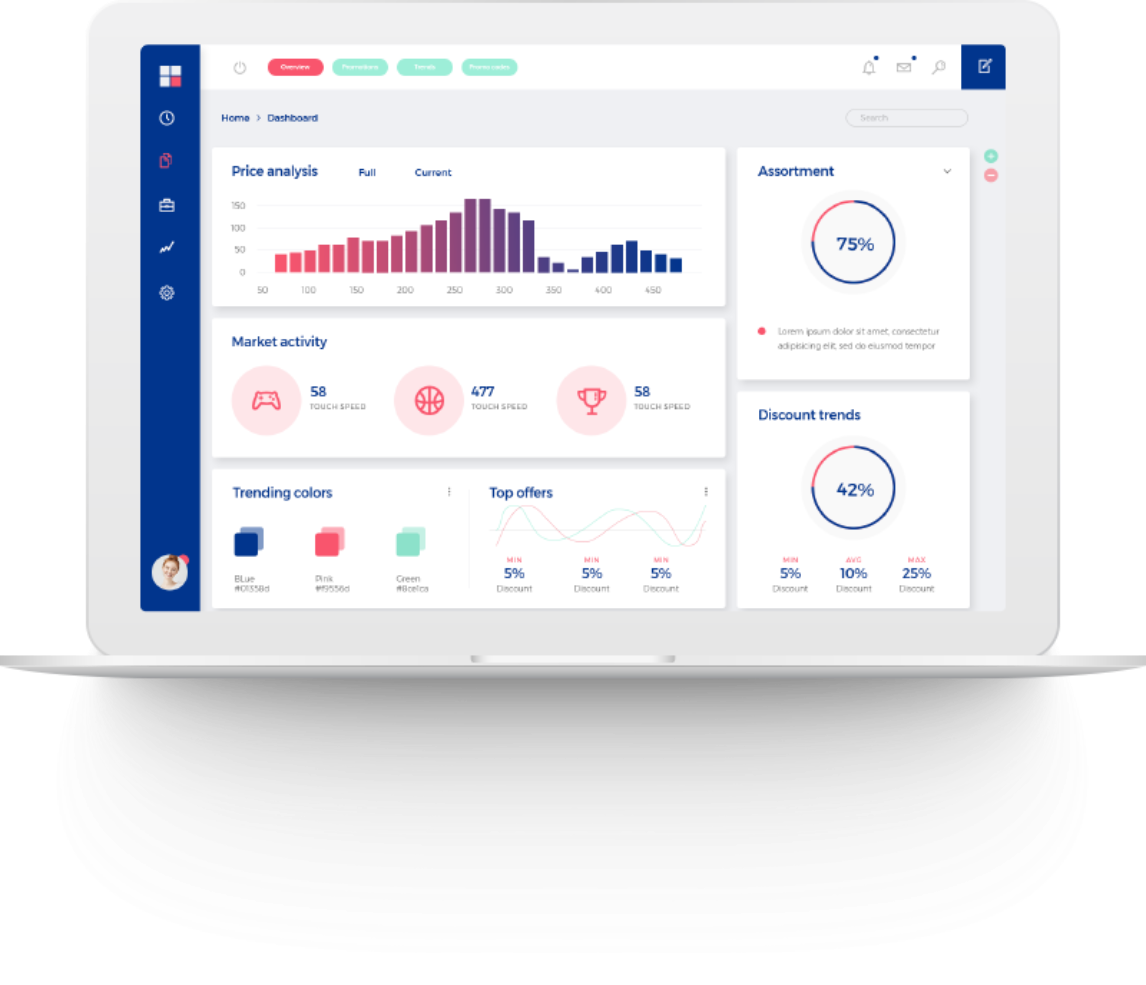 Overview Promotions Trends Promo codes
Home > Dashboard
Search
Price analysis Full Current
150
100
50
0
50 100 150 200 250 300 350 400 450
Assortment
75%
Lorem ipsum dolor sit amet, consectetur
adipisicing elit, sed do eiusmod tempor
Market activity
58
TOUCH SPEED
477
TOUCH SPEED
58
TOUCH SPEED
Discount trends
42%
MIN AVG MAX
5% 10% 25%
Discount Discount Discount
Trending colors
BLue
#01358d
Pink
#f9556d
Green
#8ce1ca
Top offers
MIN MIN MIN
5% 5% 5%
Discount Discount Discount